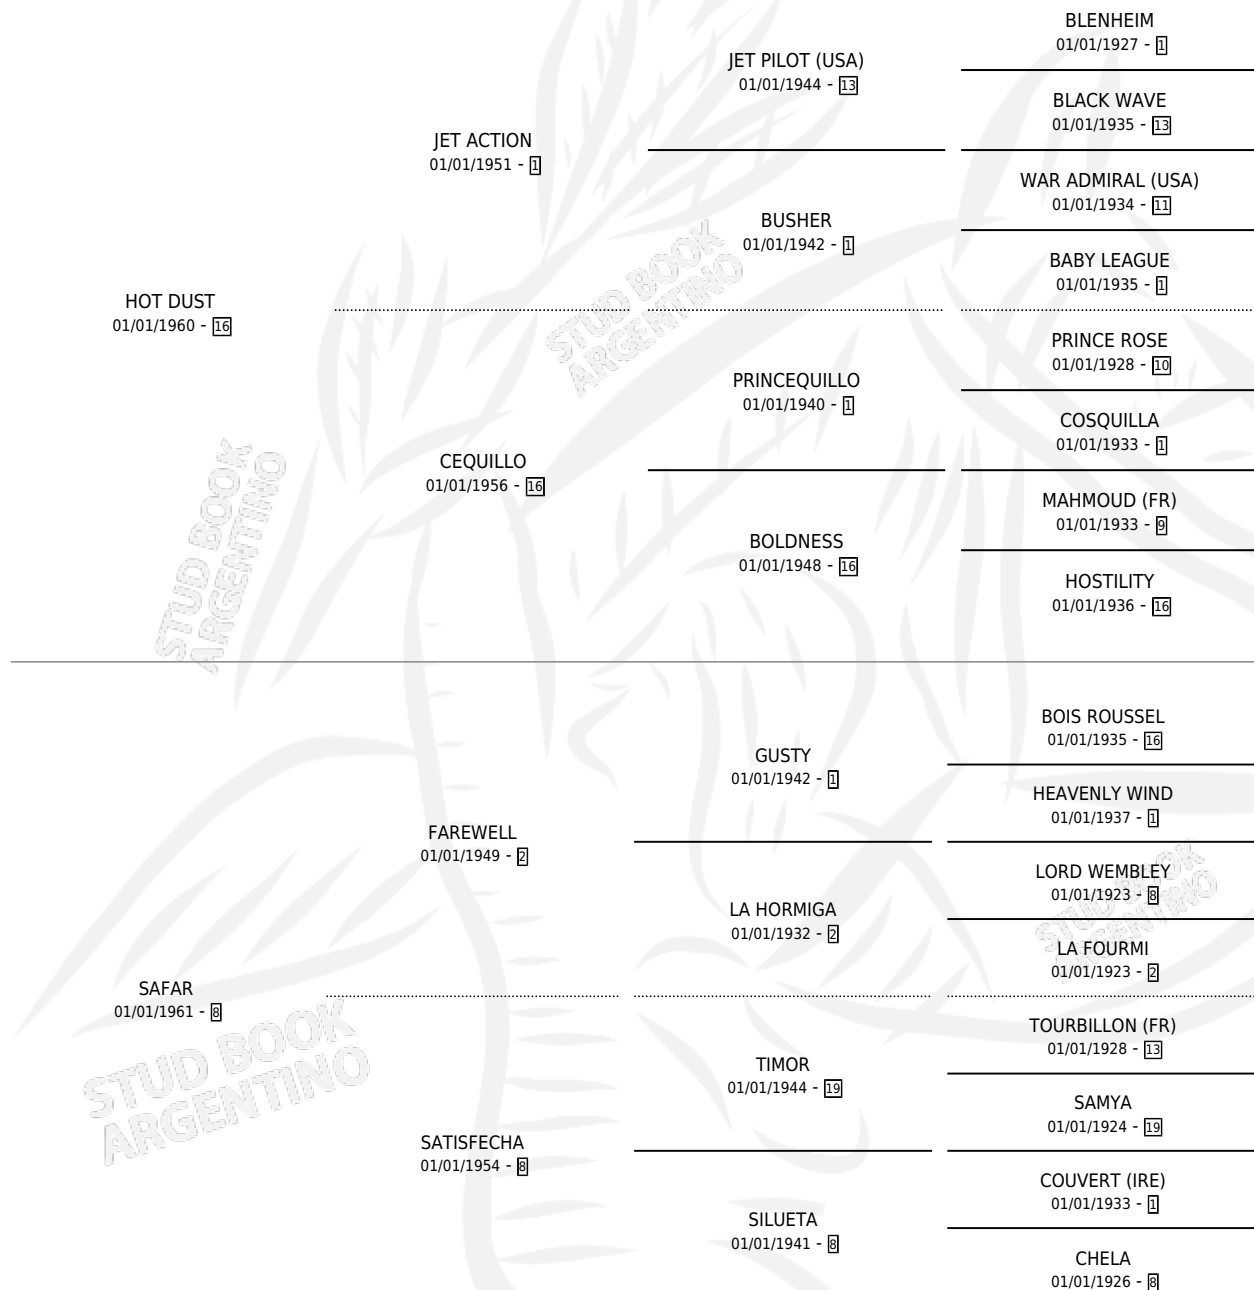 BLENHEIM
01/01/1927 - 1
JET PILOT (USA)
01/01/1944 - 13
BLACK WAVE
01/01/1935 - 13
JET ACTION
01/01/1951 - 1
WAR ADMIRAL (USA)
01/01/1934 - 11
BUSHER
01/01/1942 - 1
BABY LEAGUE
01/01/1935 - 1
HOT DUST
01/01/1960 - 16
STUD BOOK
ARGENTINO
PRINCE ROSE
01/01/1928 - 10
PRINCEQUILLO
01/01/1940 - 1
COSQUILLA
01/01/1933 - 1
CEQUILLO
01/01/1956 - 16
MAHMOUD (FR)
01/01/1933 - 9
BOLDNESS
01/01/1948 - 16
HOSTILITY
01/01/1936 - 16
STUD BOOK
ARGENTINO
BOIS ROUSSEL
01/01/1935 - 16
GUSTY
01/01/1942 - 1
HEAVENLY WIND
01/01/1937 - 1
FAREWELL
01/01/1949 - 2
LORD WEMBLEY
01/01/1923 - 8
LA HORMIGA
01/01/1932 - 2
STUD BOOK
ARGENTINO
LA FOURMI
01/01/1923 - 2
SAFAR
01/01/1961 - 8
TOURBILLON (FR)
01/01/1928 - 13
STUD BOOK
ARGENTINO
TIMOR
01/01/1944 - 19
SAMYA
01/01/1924 - 19
SATISFECHA
01/01/1954 - 8
COUVERT (IRE)
01/01/1933 - 1
SILUETA
01/01/1941 - 8
CHELA
01/01/1926 - 8